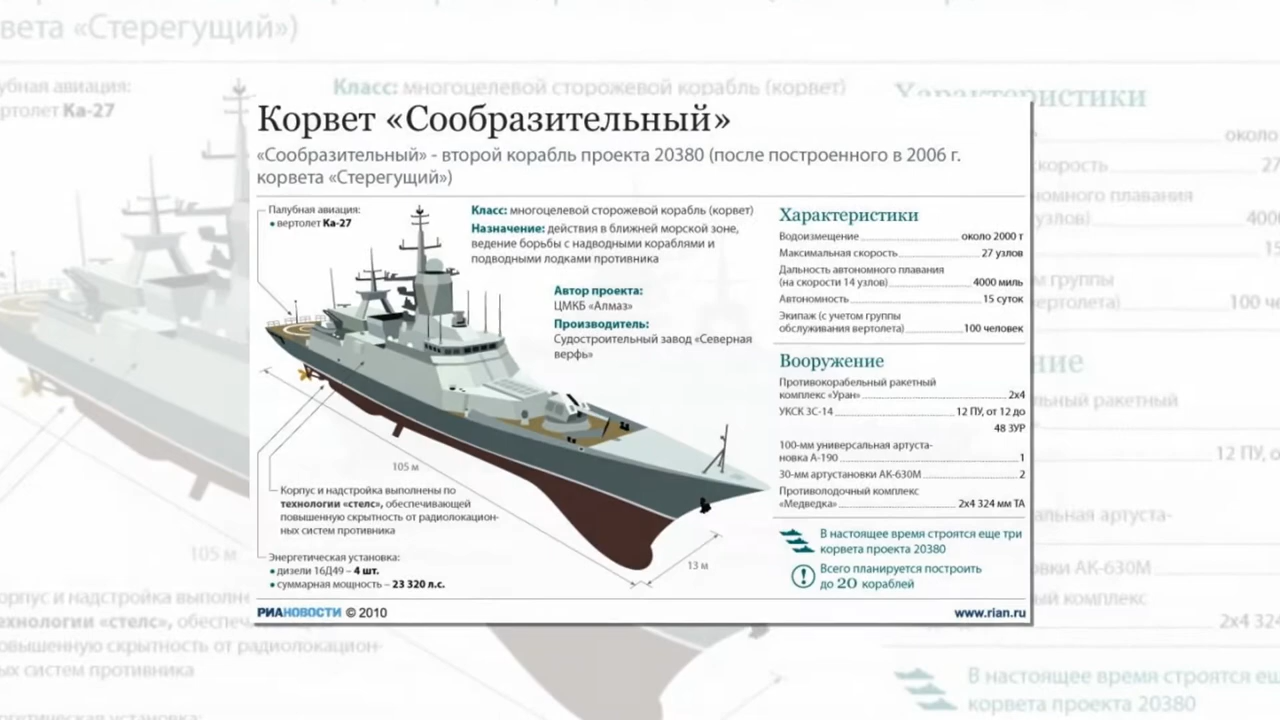 Корвет «Сообразительный»
«Сообразительный» - второй корабль проекта 20380 (после построенного в 2006 г.
корвета «Стерегущий»)
Палубная авиация:
• вертолет Ка-27
Класс: многоцелевой сторожевой корабль (корвет)
Назначение: действия в ближней морской зоне,
ведение борьбы с надводными кораблями и
подводными лодками противника
Автор проекта:
ЦМКБ «Алмаз»
Производитель:
Судостроительный завод «Северная
верфь»
105 м
13 м
Корпус и надстройка выполнены по
технологии «стелс», обеспечивающей
повышенную скрытность от радиолокацион-
ных систем противника
Энергетическая установка:
• дизели 16Д49 – 4 шт.
• суммарная мощность – 23 320 л.с.
Характеристики
Водоизмещение около 2000 т
Максимальная скорость 27 узлов
Дальность автономного плавания
(на скорости 14 узлов) 4000 миль
Автономность 15 суток
Экипаж (с учетом группы
обслуживания вертолета) 100 человек
Вооружение
Противокорабельный ракетный
комплекс «Уран» 2х4
УКСК 3С-14 12 ПУ, от 12 до
48 ЗУР
100-мм универсальная артуста-
новка А-190 1
30-мм артустановки АК-630М 2
Противолодочный комплекс
«Медведка» 2х4 324 мм ТА
В настоящее время строятся еще три
корвета проекта 20380
Всего планируется построить
до 20 кораблей
РИАНОВОСТИ © 2010
www.rian.ru